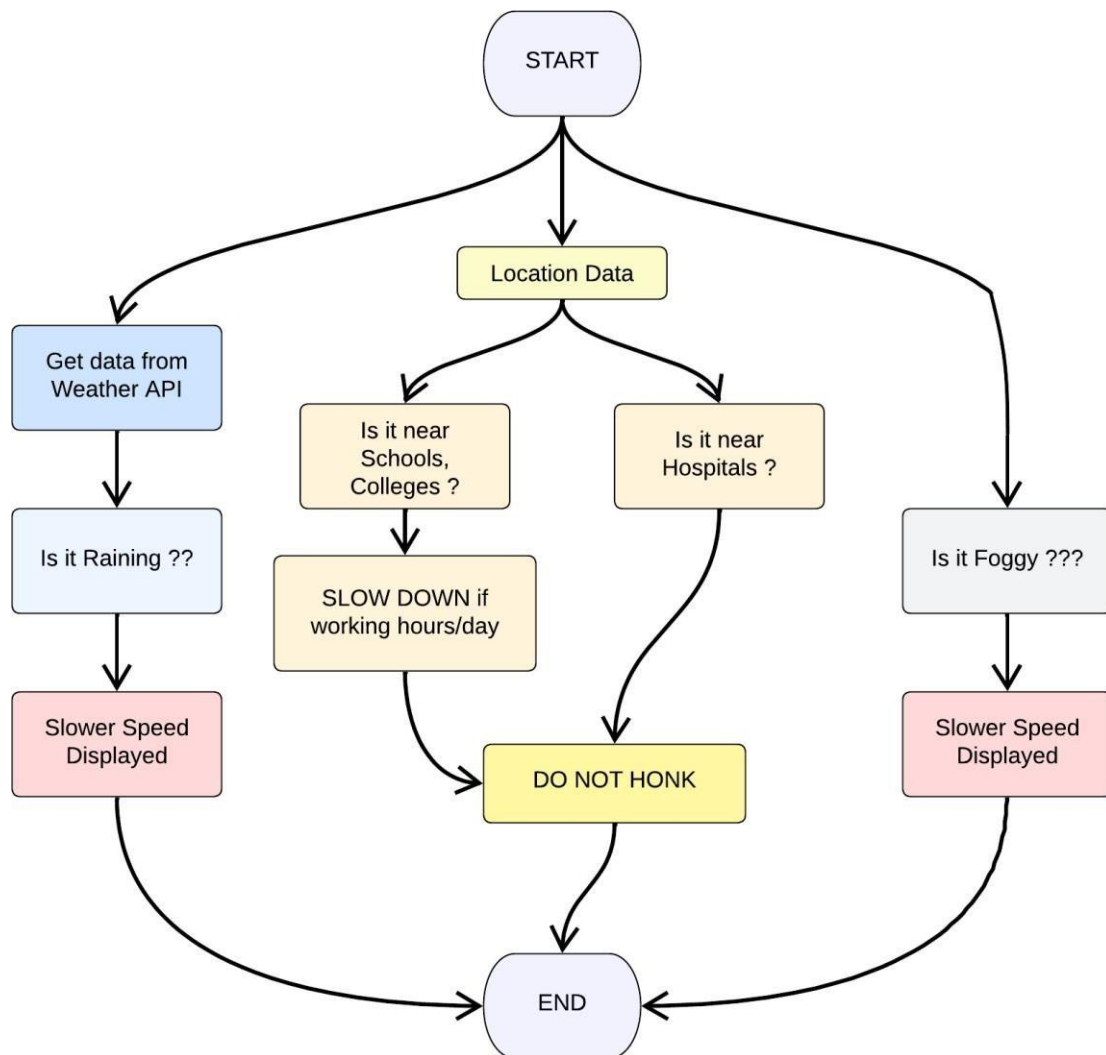 START
Location Data
Get data from
Weather API
Is it near
Schools,
Colleges ?
Is it near
Hospitals ?
Is it Raining ??
Is it Foggy ???
SLOW DOWN if
working hours/day
Slower Speed
Displayed
DO NOT HONK
Slower Speed
Displayed
END